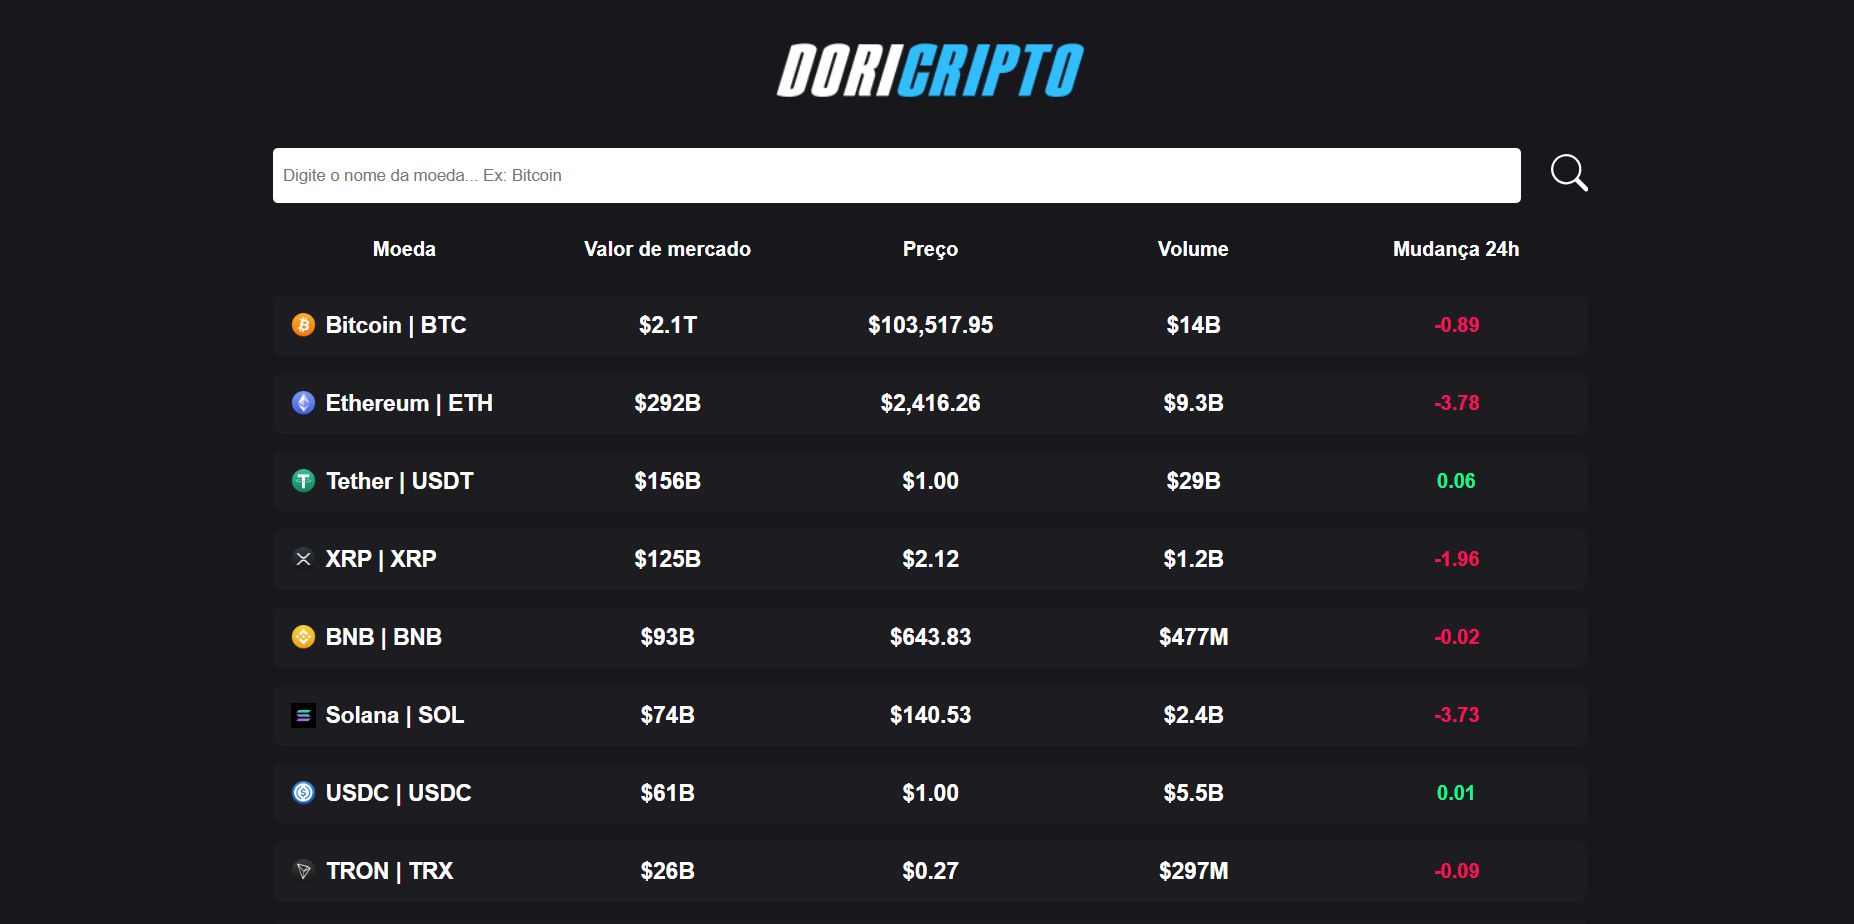 DORICRIPTO
Digite o nome da moeda... Ex: Bitcoin
Moeda Valor de mercado Preço Volume Mudança 24h
Bitcoin | BTC $2.1T $103,517.95 $14B -0.89
Ethereum | ETH $292B $2,416.26 $9.3B -3.78
Tether | USDT $156B $1.00 $29B 0.06
XRP | XRP $125B $2.12 $1.2B -1.96
BNB | BNB $93B $643.83 $477M -0.02
Solana | SOL $74B $140.53 $2.4B -3.73
USDC | USDC $61B $1.00 $5.5B 0.01
TRON | TRX $26B $0.27 $297M -0.09